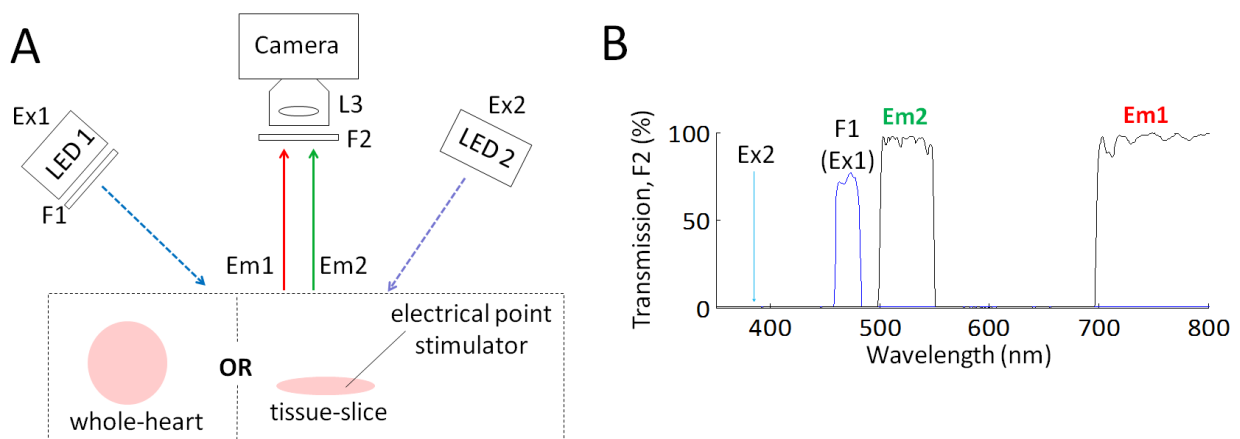 A
Camera
Ex1
LED 1
F1
L3
F2
Ex2
LED 2
Em1
Em2
electrical point
stimulator
OR
whole-heart
tissue-slice
B
Em2
Em1
F1
(Ex1)
Ex2
Transmission, F2 (%)
100
50
0
400
500
600
700
800
Wavelength (nm)